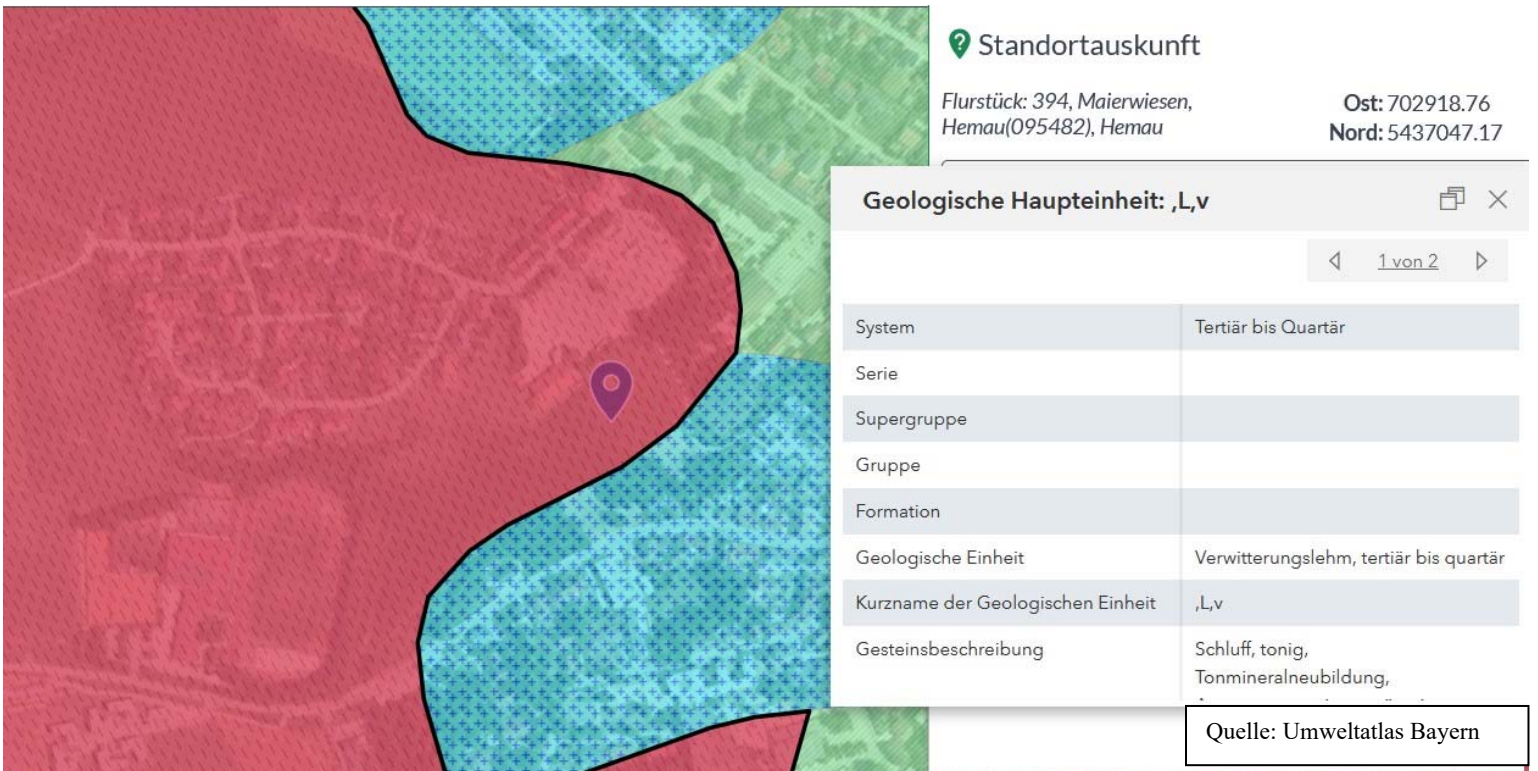 Standortauskunft
Flurstück: 394, Maierwiesen,
Hemau(095482), Hemau
Ost: 702918.76
Nord: 5437047.17
Geologische Haupteinheit: ,L,v
1 von 2
System Tertiär bis Quartär
Serie
Supergruppe
Gruppe
Formation
Geologische Einheit Verwitterungslehm, tertiär bis quartär
Kurzname der Geologischen Einheit ,L,v
Gesteinsbeschreibung Schluff, tonig,
Tonmineralneubildung,
Quelle: Umweltatlas Bayern